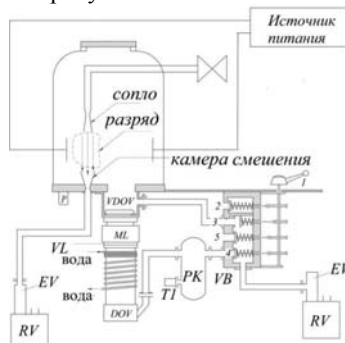 Источник
питания
сопло
разряд
камера смешения
1
P
VDOV
2
3
ML
5
VL
вода
EV
4
PK
VB
EV
вода
T1
DOV
RV
RV